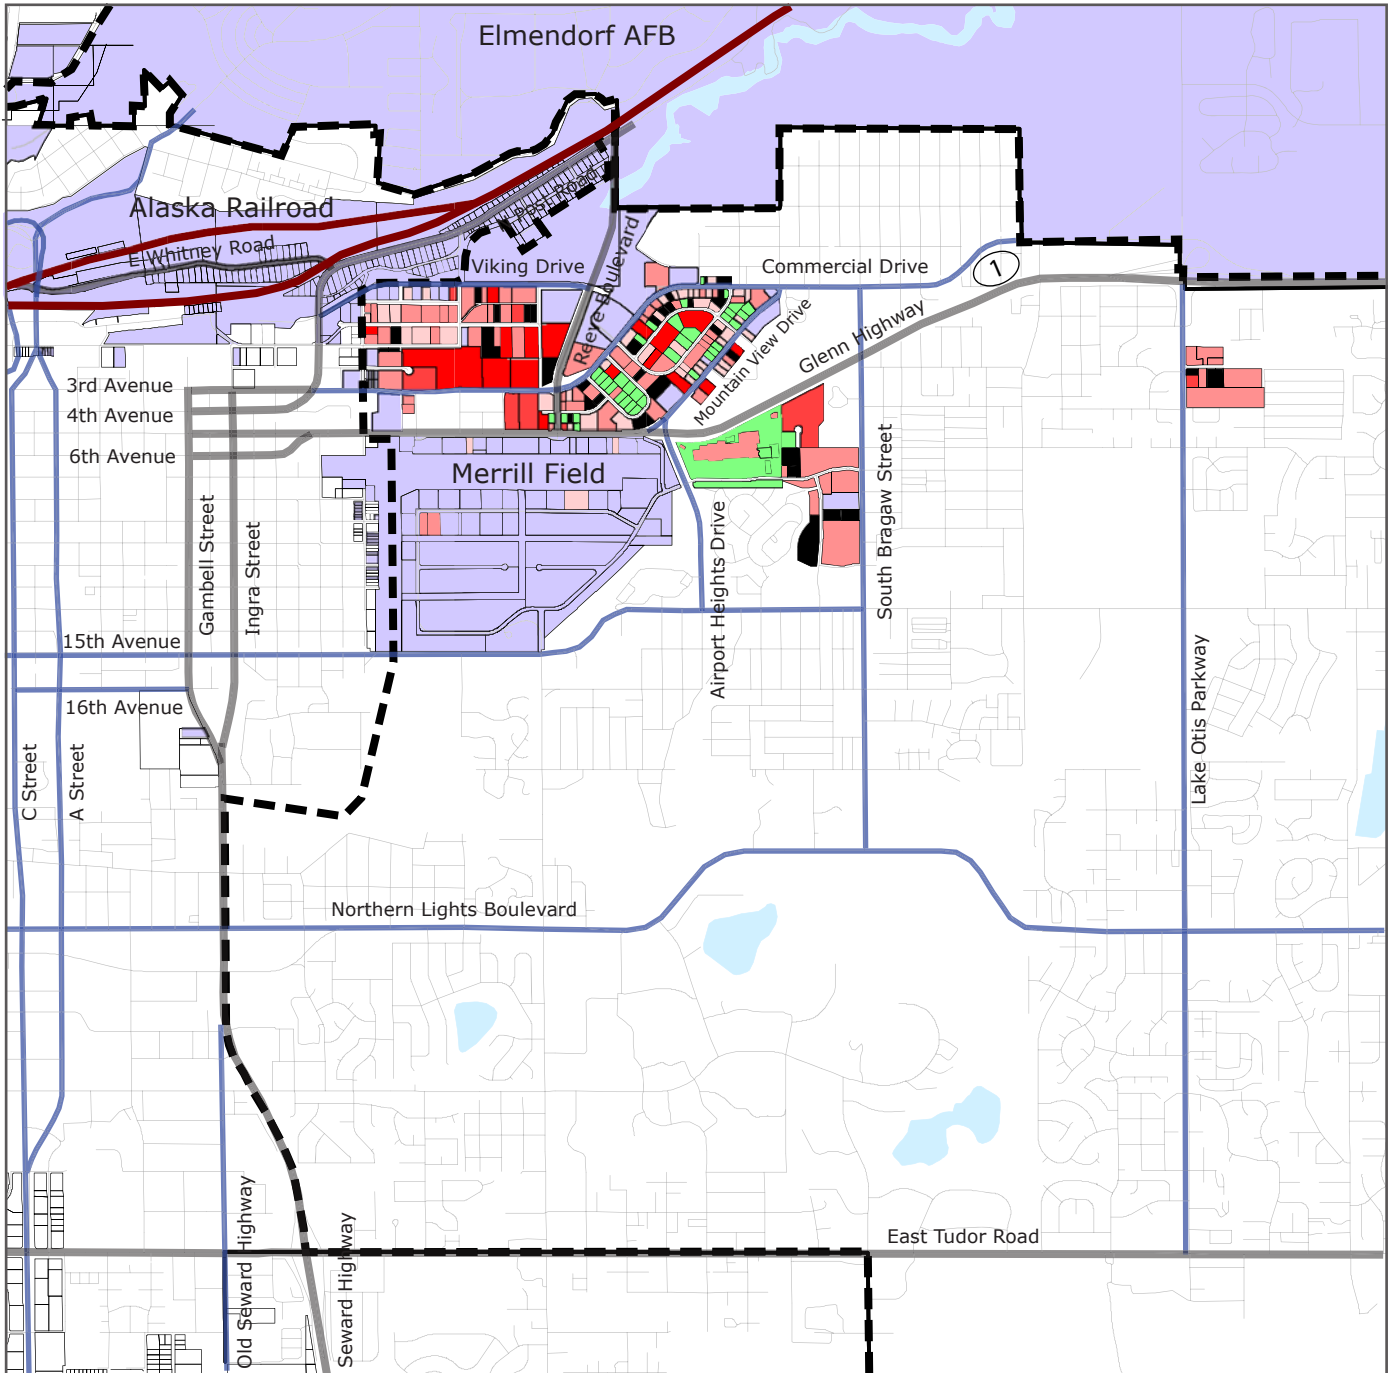 Elmendorf AFB
Alaska Railroad
Post Road
E Whitney Road
Viking Drive
Reeve Boulevard
Commercial Drive
1
Mountain View Drive
Glenn Highway
3rd Avenue
4th Avenue
6th Avenue
Merrill Field
Gambell Street
Ingra Street
Airport Heights Drive
South Bragaw Street
15th Avenue
16th Avenue
Lake Otis Parkway
C Street
A Street
Northern Lights Boulevard
East Tudor Road
Old Seward Highway
Seward Highway